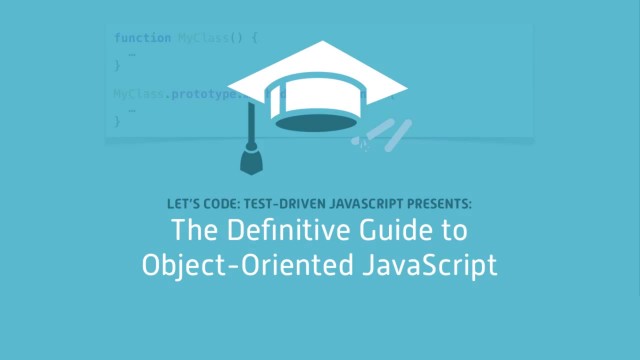 function MyClass() {
}
MyClass.prototype.
}
LET'S CODE: TEST-DRIVEN JAVASCRIPT PRESENTS:
The Definitive Guide to
Object-Oriented JavaScript